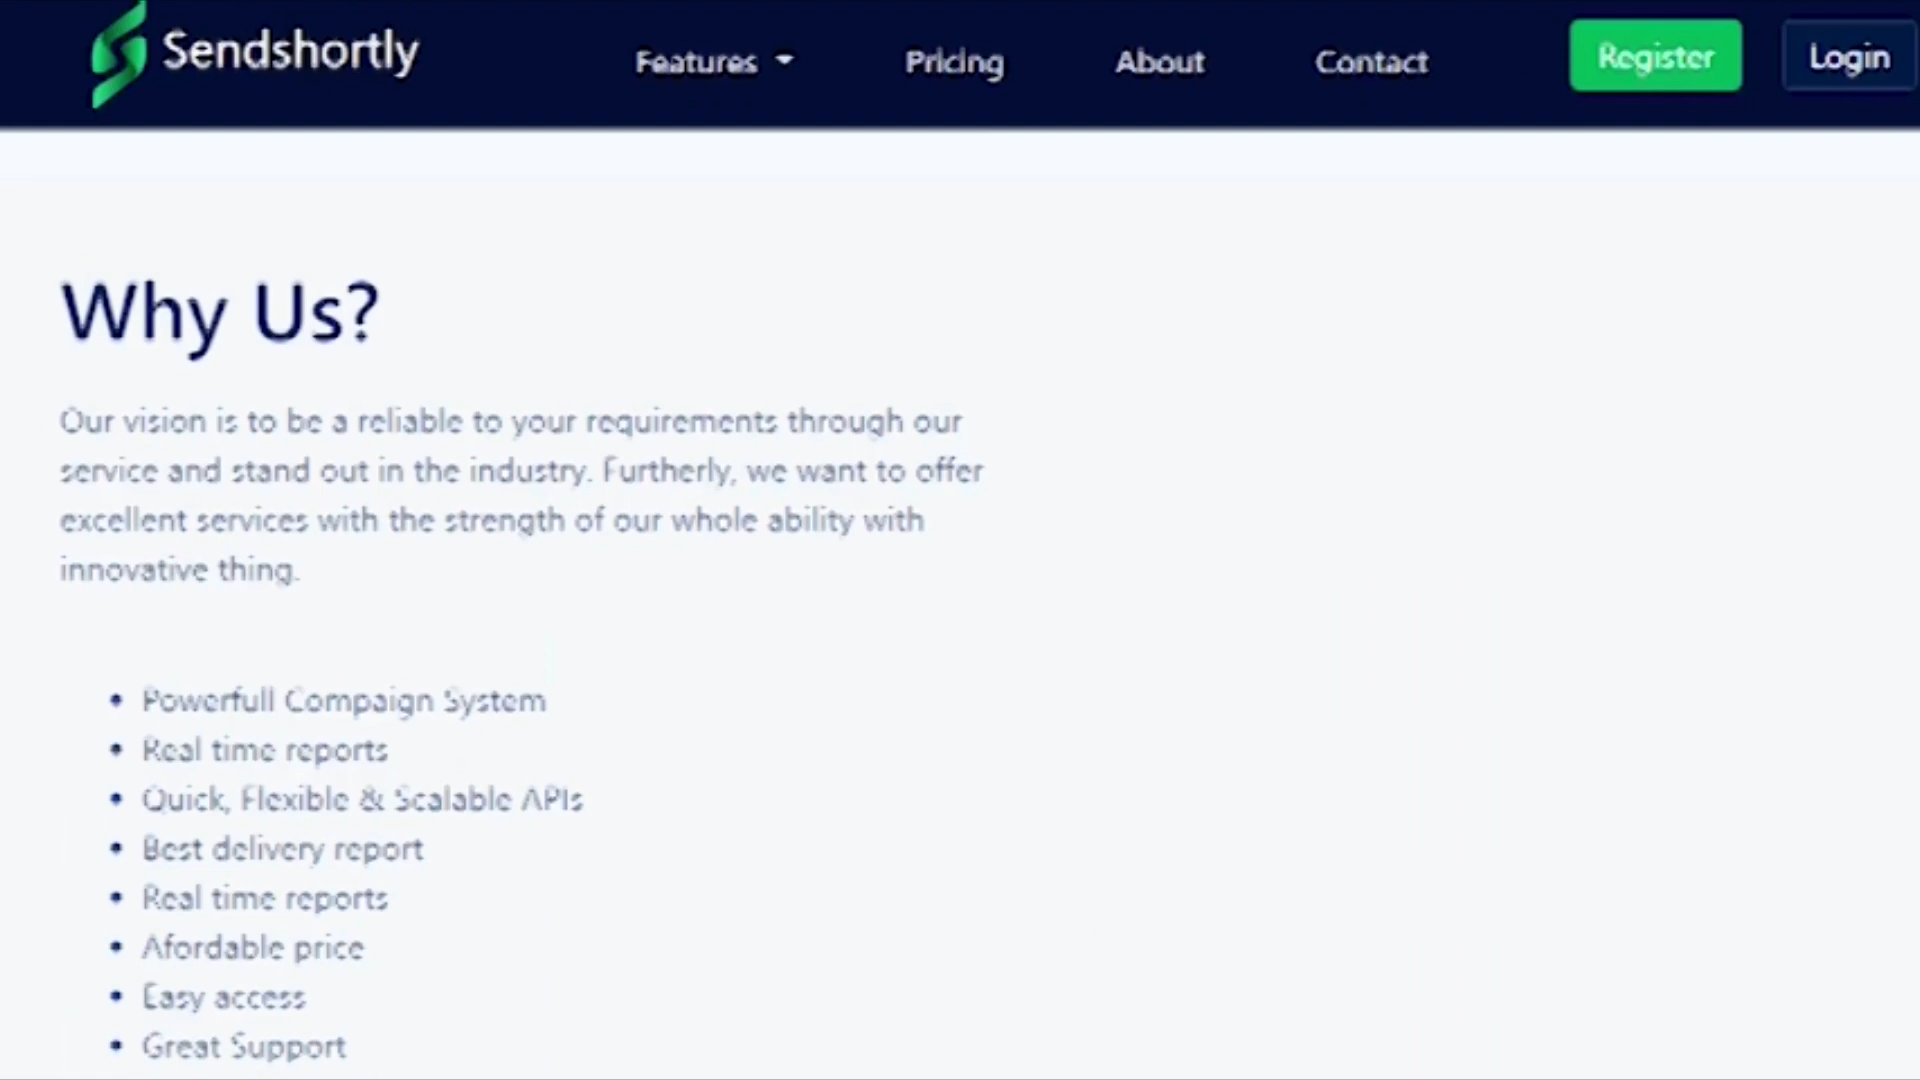 Sendshortly
Features
Pricing
About
Contact
Register
Login
Why Us?
Our vision is to be a reliable to your requirements through our
service and stand out in the industry. Furtherly, we want to offer
excellent services with the strength of our whole ability with
innovative thing.
Powerfull Compaign System
Real time reports
Quick, Flexible & Scalable APIs
Best delivery report
Real time reports
Afordable price
Easy access
Great Support